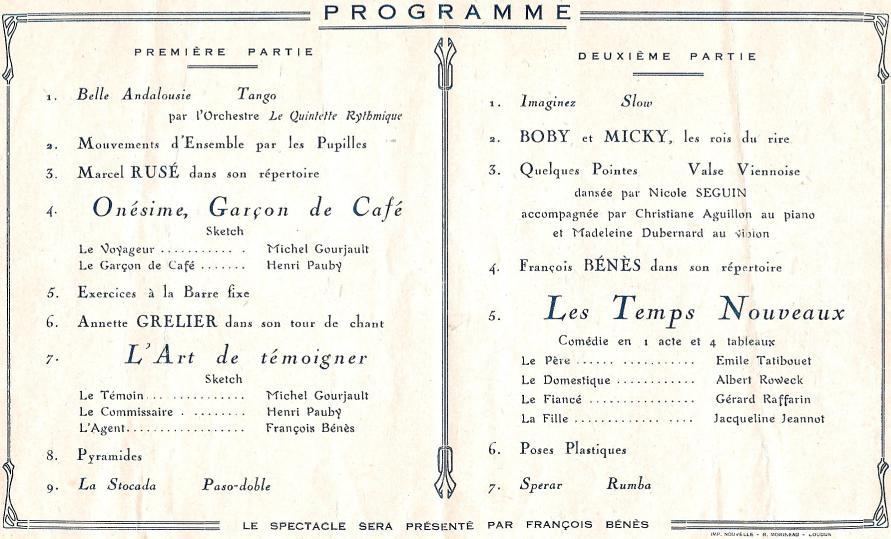 PROGRAMME
PREMIÈRE PARTIE
1. Belle Andalousie Tango
par l'Orchestre Le Quintette Rythmique
2. Mouvements d'Ensemble par les Pupilles
3. Marcel RUSÉ dans son répertoire
4. Onésime, Garçon de Café
Sketch
Le Voyageur .......... . Michel Gourjault
Le Garçon de Café ....... Henri Pauby
5. Exercices à la Barre fixe
6. Annette GRELIER dans son tour de chant
7. L'Art de témoigner
Sketch
Le Témoin... ............. Michel Gourjault
Le Commissaire . ........ Henri Pauby
L'Agent................. François Bénès
8. Pyramides
9. La Stocada Paso-doble
DEUXIÈME PARTIE
1. Imaginez Slow
2. BOBY et MICKY, les rois du rire
3. Quelques Pointes Valse Viennoise
dansée par Nicole SEGUIN
accompagnée par Christiane Aguillon au piano
et Madeleine Dubernard au violon
4. François BÉNÈS dans son répertoire
5. Les Temps Nouveaux
Comédie en 1 acte et 4 tableaux
Le Père ...... .......... Emile Tatibouet
Le Domestique ........... Albert Roweck
Le Fiancé ............... Gérard Raffarin
La Fille ............. .... Jacqueline Jeannot
6. Poses Plastiques
7. Sperar Rumba
LE SPECTACLE SERA PRÉSENTÉ PAR FRANÇOIS BÉNÈS
IMP. NOUVELLE - R. MORINEAU - LOUDUN